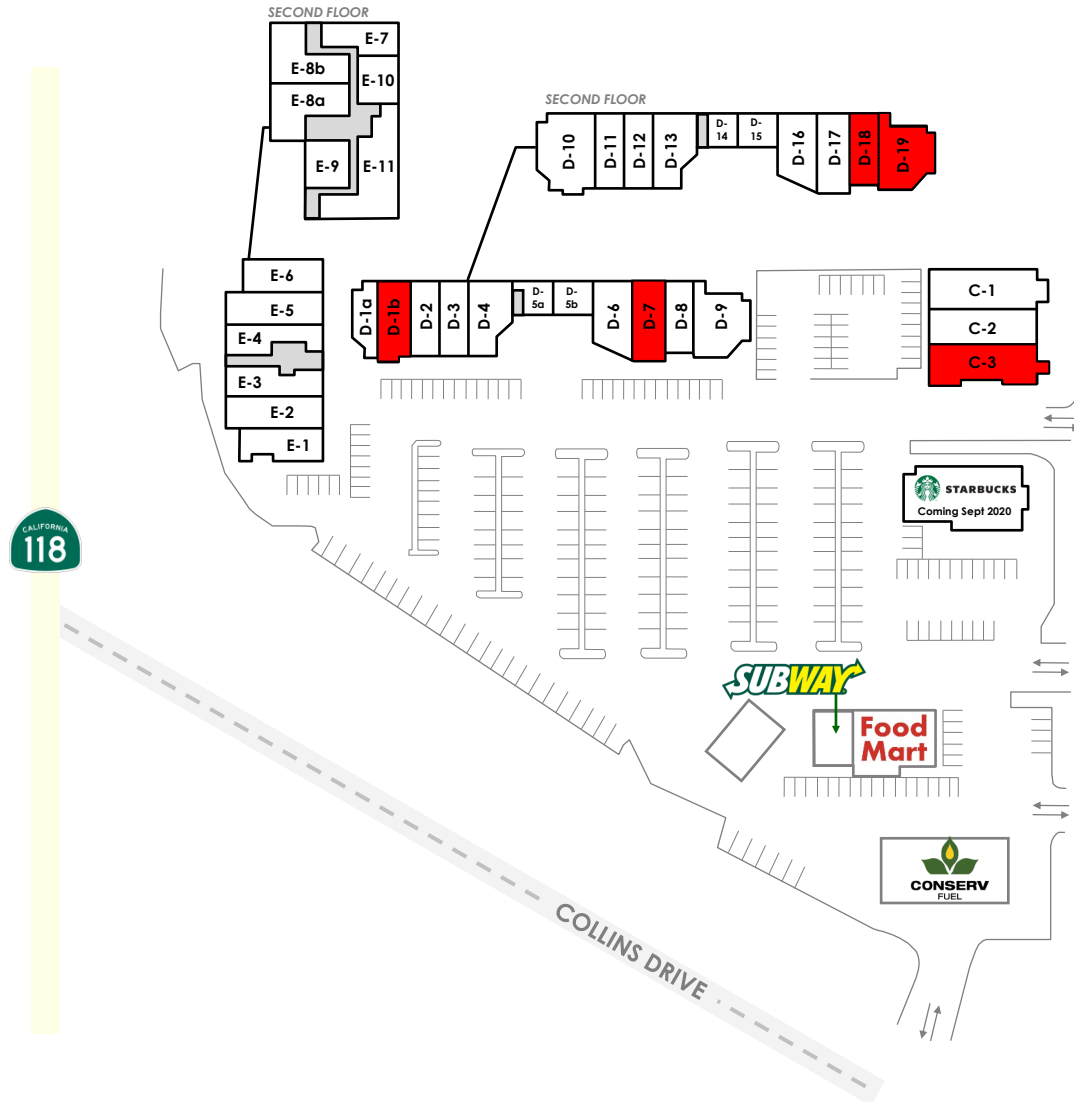 SECOND FLOOR
E-7
E-8b
E-10
E-8a
E-9
E-11
SECOND FLOOR
D-10
D-11
D-12
D-13
D-
14
D-
15
D-16
D-17
D-18
D-19
E-6
E-5
E-4
E-3
E-2
E-1
D-1a
D-1b
D-2
D-3
D-4
D-
5a
D-
5b
D-6
D-7
D-8
D-9
C-1
C-2
C-3
STARBUCKS
Coming Sept 2020
CALIFORNIA
118
SUBWAY
Food
Mart
CONSERV
FUEL
COLLINS DRIVE